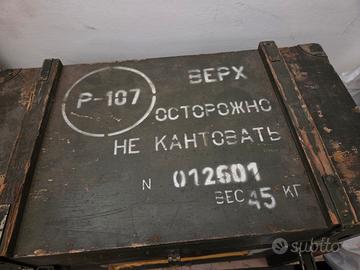 Р-107
ВЕРХ
ОСТОРОЖНО
НЕ КАНТОВАТЬ
N 012601
ВЕС 45 КГ
subito